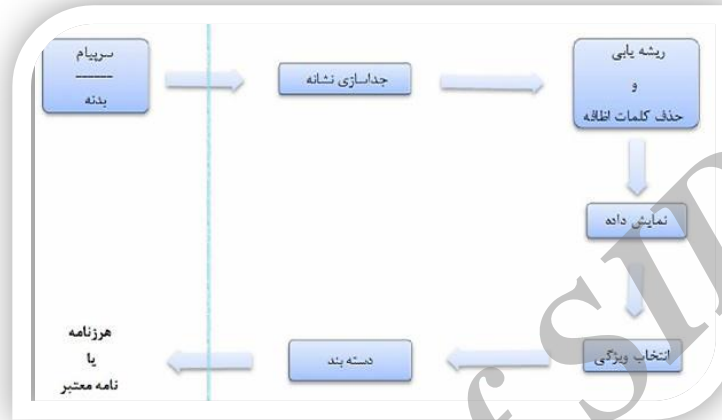 سرپیام
-----
بدنه
جداسازی نشانه
ریشه یابی
و
حذف کلمات اظافه
نمایش داده
انتخاب ویژگی
دسته بند
هرزنامه
یا
نامه معتبر
f SID